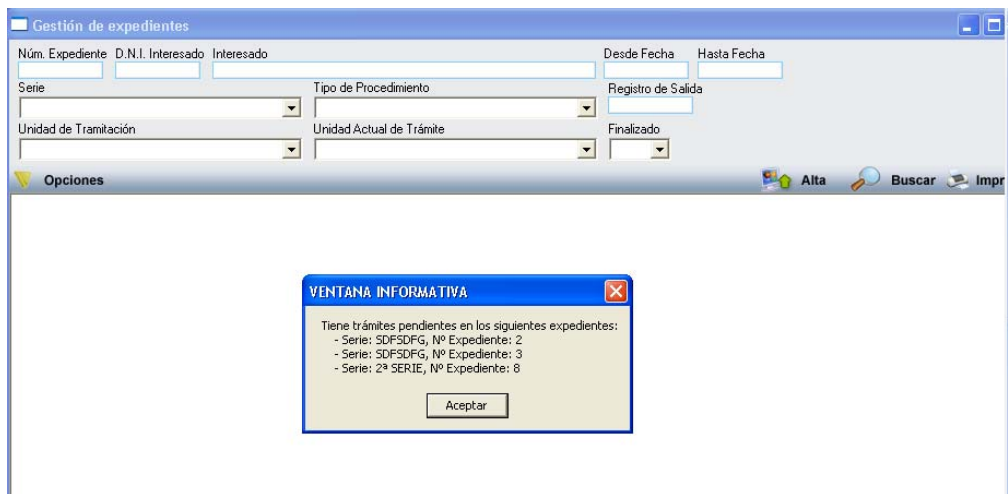 Gestión de expedientes
Núm. Expediente D.N.I. Interesado Interesado Desde Fecha Hasta Fecha
Serie Tipo de Procedimiento Registro de Salida
Unidad de Tramitación Unidad Actual de Trámite Finalizado
Opciones Alta Buscar Impr
VENTANA INFORMATIVA
Tiene trámites pendientes en los siguientes expedientes:
- Serie: SDFSDFG, Nº Expediente: 2
- Serie: SDFSDFG, Nº Expediente: 3
- Serie: 2ª SERIE, Nº Expediente: 8
Aceptar